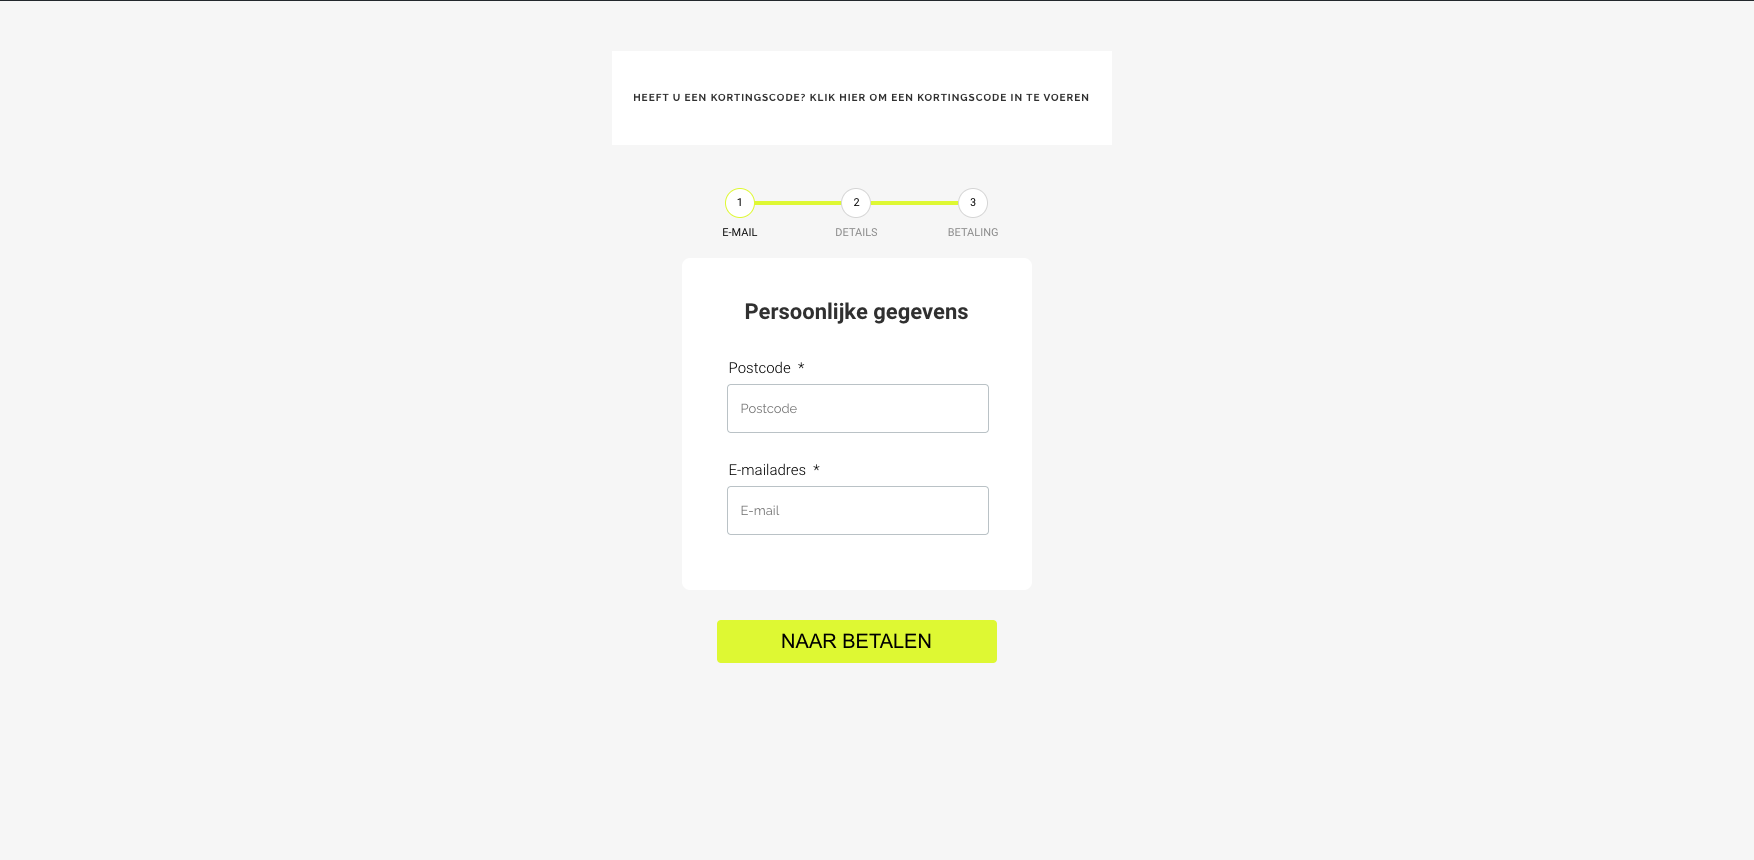 HEEFT U EEN KORTINGSCODE? KLIK HIER OM EEN KORTINGSCODE IN TE VOEREN
1 2 3
E-MAIL DETAILS BETALING
Persoonlijke gegevens
Postcode *
Postcode
E-mailadres *
E-mail
NAAR BETALEN